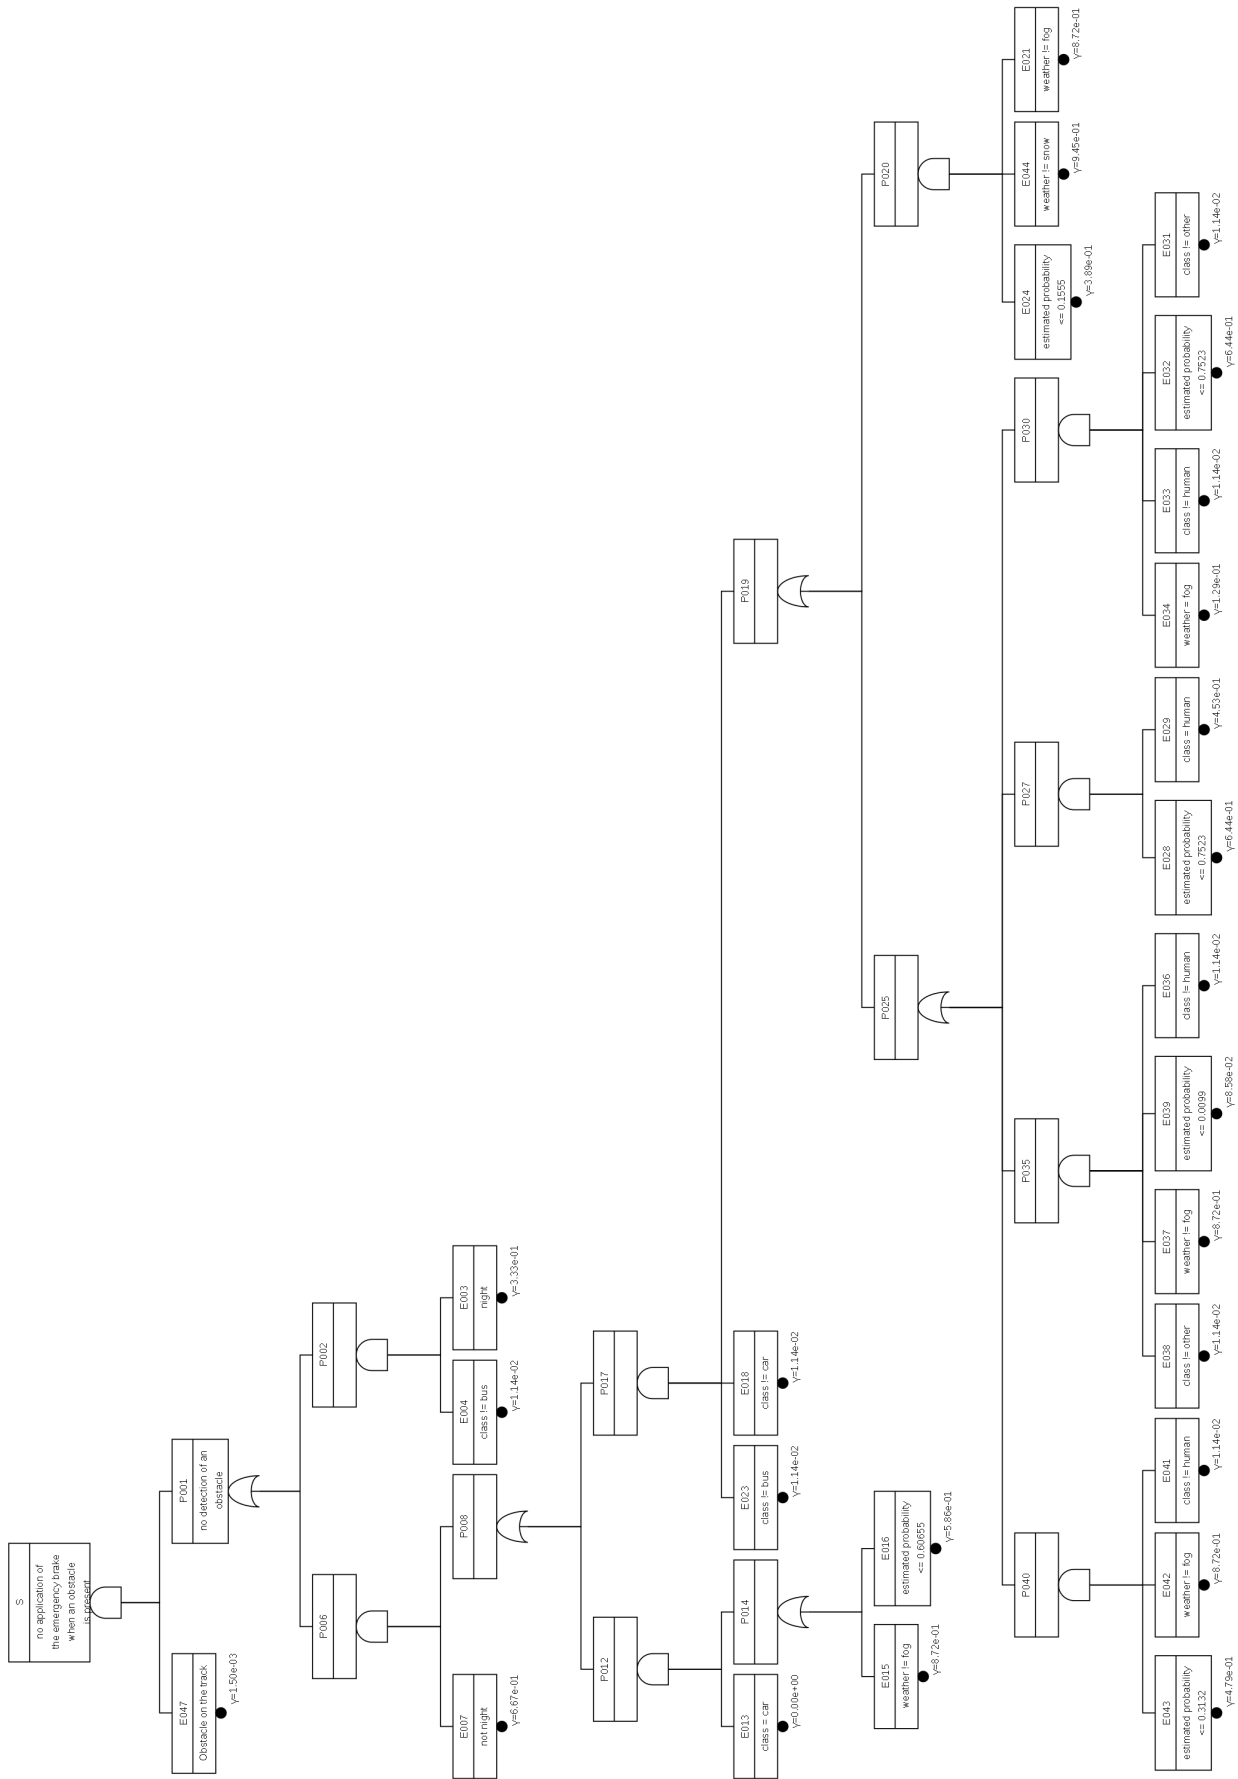 S
no application of
the emergency brake
when an obstacle
is present
E047
Obstacle on the track
Y=1.50e-03
P001
no detection of an
obstacle
P006
P002
E007
not night
Y=6.67e-01
P008
E004
class != bus
Y=1.14e-02
E003
night
Y=3.33e-01
P012
P017
E013
class = car
Y=0.00e+00
P014
E023
class != bus
Y=1.14e-02
E018
class != car
Y=1.14e-02
P019
E015
weather != fog
Y=8.72e-01
E016
estimated probability
<= 0.60655
Y=5.86e-01
P025
P020
P040
P035
P027
P030
E024
estimated probability
<= 0.1555
Y=3.89e-01
E044
weather != snow
Y=9.45e-01
E021
weather != fog
Y=8.72e-01
E043
estimated probability
<= 0.3132
Y=4.79e-01
E042
weather != fog
Y=8.72e-01
E041
class != human
Y=1.14e-02
E038
class != other
Y=1.14e-02
E037
weather != fog
Y=8.72e-01
E039
estimated probability
<= 0.0099
Y=8.58e-02
E036
class != human
Y=1.14e-02
E028
estimated probability
<= 0.7523
Y=6.44e-01
E029
class = human
Y=4.53e-01
E034
weather = fog
Y=1.29e-01
E033
class != human
Y=1.14e-02
E032
estimated probability
<= 0.7523
Y=6.44e-01
E031
class != other
Y=1.14e-02